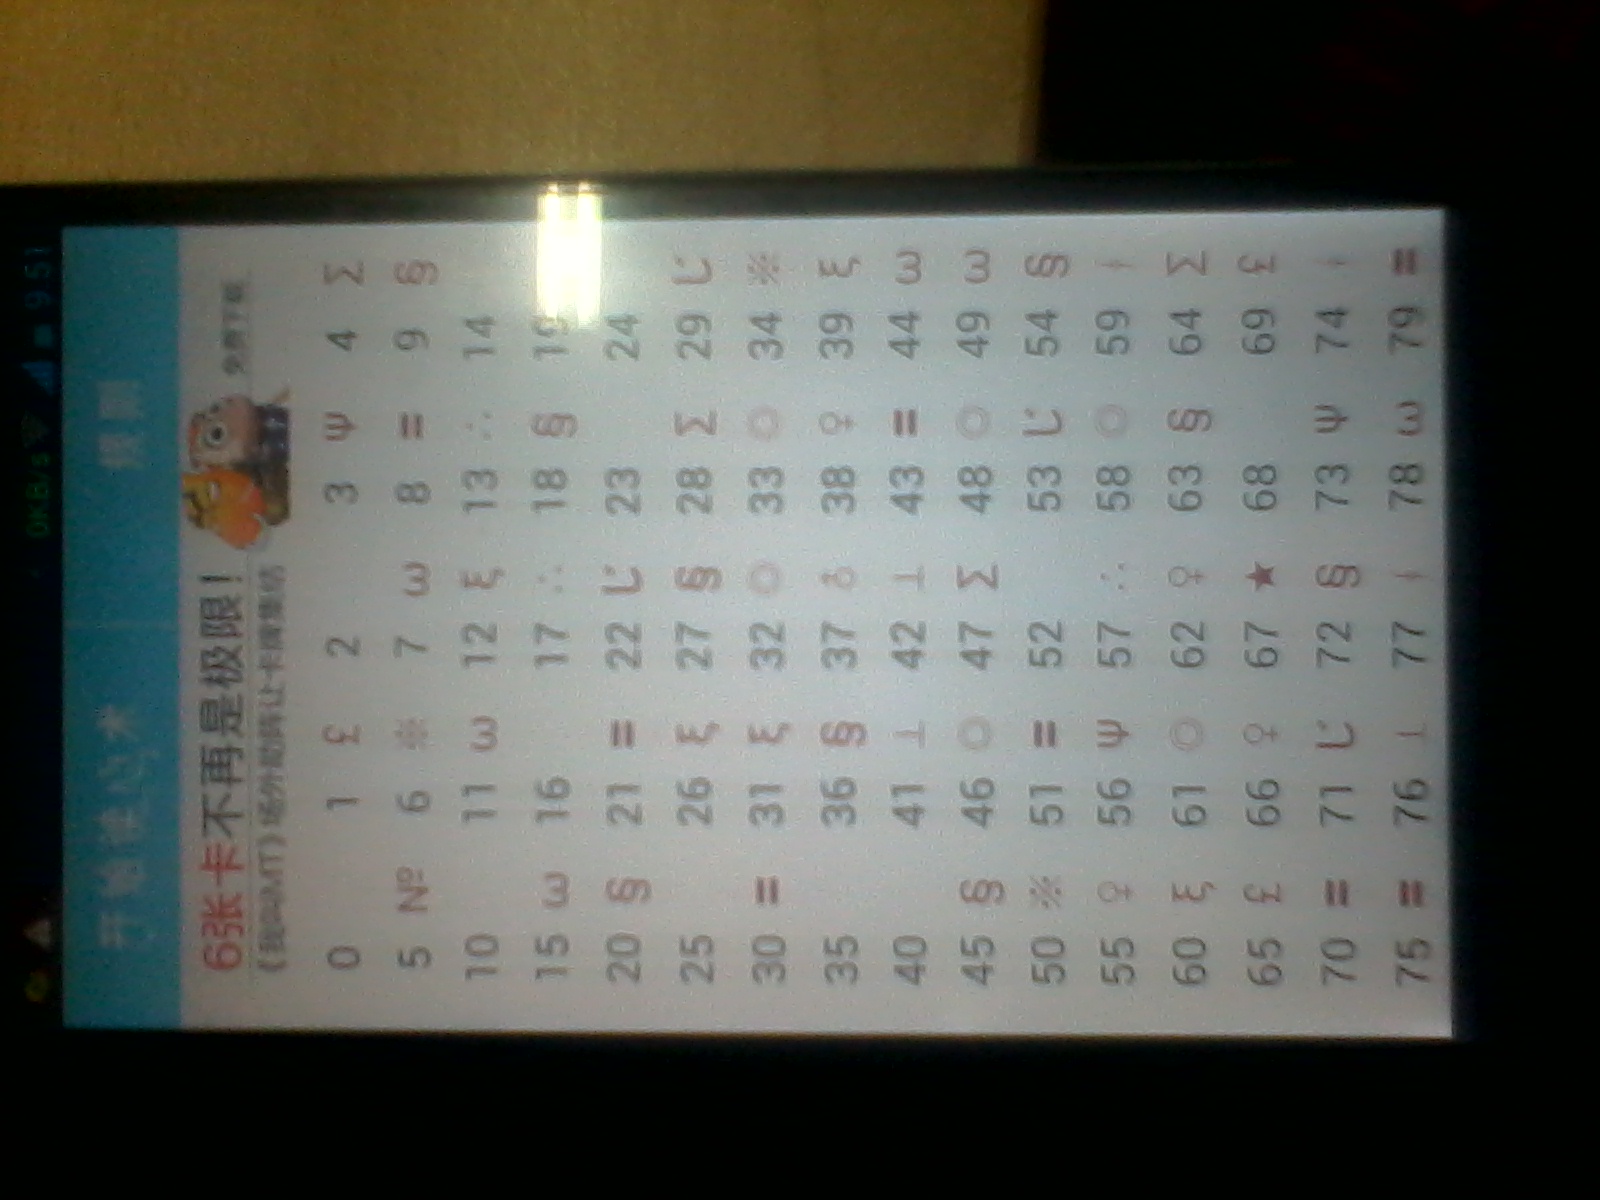 0KB/s 9:51
开始读心术 规则
6张卡不再是极限！
免费下载
《我叫MT》场外助阵让卡牌集结
0 1 £ 2 3 Ψ 4 Σ
5 Nº 6 ※ 7 ω 8 = 9 §
10 11 ω 12 ξ 13 ∴ 14
15 ω 16 17 ∴ 18 § 19
20 § 21 = 22 じ 23 24
25 26 ξ 27 § 28 Σ 29 じ
30 = 31 ξ 32 ◎ 33 ◎ 34 ※
35 36 § 37 ♁ 38 ♀ 39 ξ
40 41 ⊥ 42 ⊥ 43 = 44 ω
45 § 46 ◎ 47 Σ 48 ◎ 49 ω
50 ※ 51 = 52 53 じ 54 §
55 ♀ 56 Ψ 57 ∴ 58 ◎ 59
60 ξ 61 ◎ 62 ♀ 63 § 64 Σ
65 £ 66 ♀ 67 ★ 68 69 £
70 = 71 じ 72 § 73 Ψ 74
75 = 76 ⊥ 77 78 ω 79 =